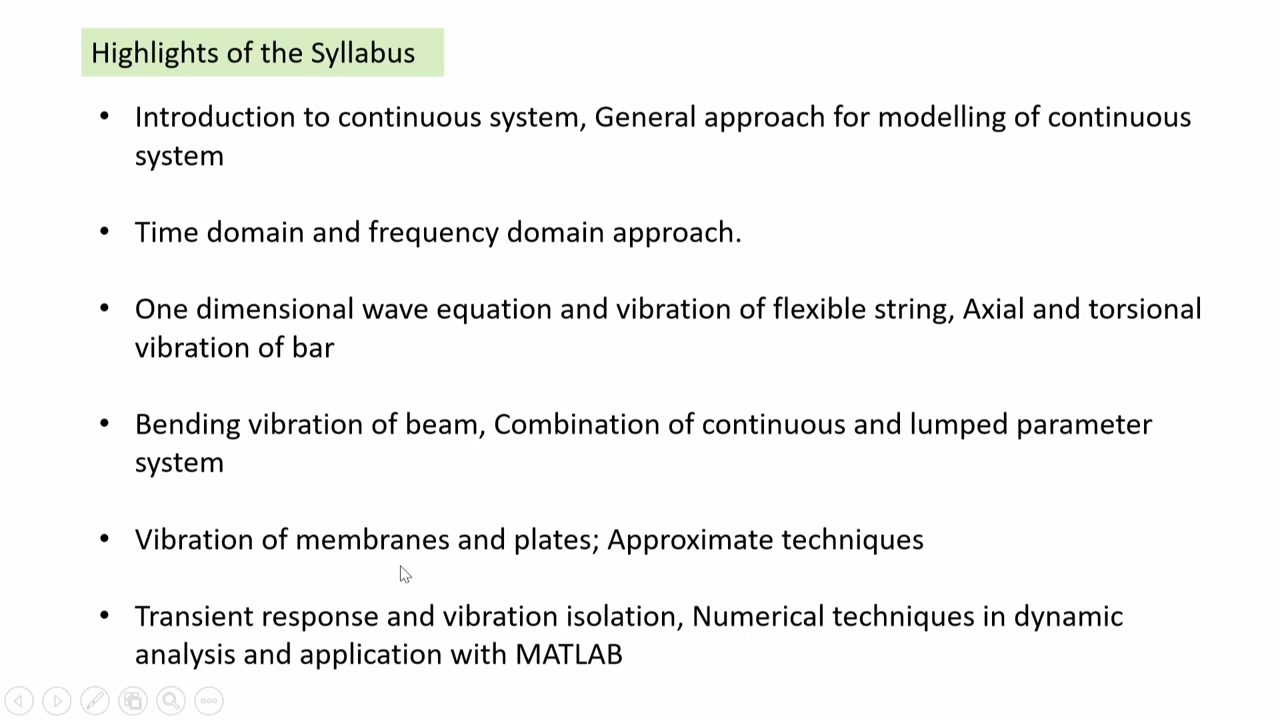 Highlights of the Syllabus
• Introduction to continuous system, General approach for modelling of continuous
system
• Time domain and frequency domain approach.
• One dimensional wave equation and vibration of flexible string, Axial and torsional
vibration of bar
• Bending vibration of beam, Combination of continuous and lumped parameter
system
• Vibration of membranes and plates; Approximate techniques
• Transient response and vibration isolation, Numerical techniques in dynamic
analysis and application with MATLAB